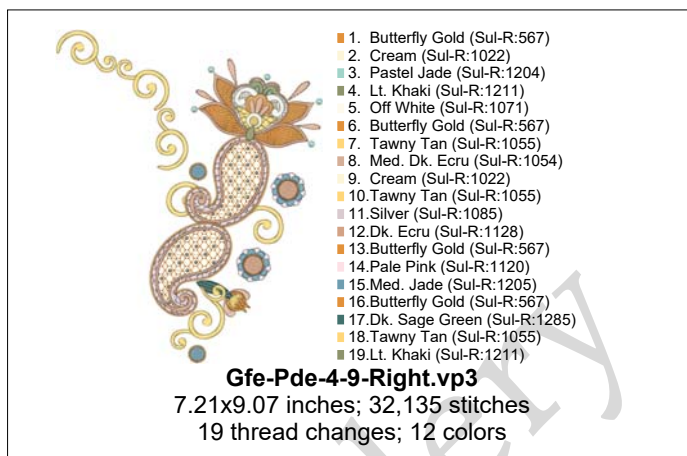 1. Butterfly Gold (Sul-R:567)
2. Cream (Sul-R:1022)
3. Pastel Jade (Sul-R:1204)
4. Lt. Khaki (Sul-R:1211)
5. Off White (Sul-R:1071)
6. Butterfly Gold (Sul-R:567)
7. Tawny Tan (Sul-R:1055)
8. Med. Dk. Ecru (Sul-R:1054)
9. Cream (Sul-R:1022)
10.Tawny Tan (Sul-R:1055)
11.Silver (Sul-R:1085)
12.Dk. Ecru (Sul-R:1128)
13.Butterfly Gold (Sul-R:567)
14.Pale Pink (Sul-R:1120)
15.Med. Jade (Sul-R:1205)
16.Butterfly Gold (Sul-R:567)
17.Dk. Sage Green (Sul-R:1285)
18.Tawny Tan (Sul-R:1055)
19.Lt. Khaki (Sul-R:1211)
Gfe-Pde-4-9-Right.vp3
7.21x9.07 inches; 32,135 stitches
19 thread changes; 12 colors